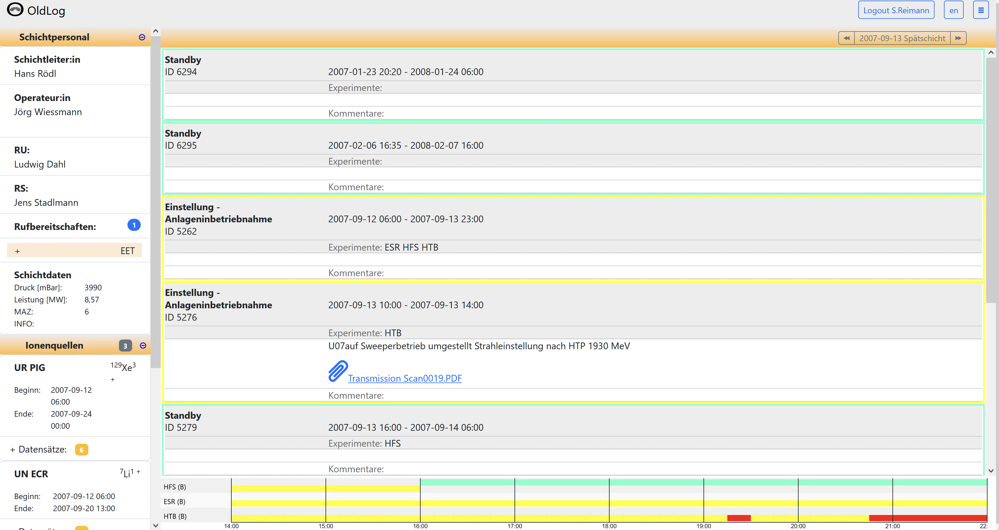 OldLog
Logout S.Reimann
en
Schichtpersonal
Schichtleiter:in
Hans Rödl
Operateur:in
Jörg Wiessmann
RU:
Ludwig Dahl
RS:
Jens Stadlmann
Rufbereitschaften: 1
+ EET
Schichtdaten
Druck [mBar]: 3990
Leistung [MW]: 8,57
MAZ: 6
INFO:
Ionenquellen 3
UR PIG ¹²⁹Xe³
+
Beginn: 2007-09-12
06:00
Ende: 2007-09-24
00:00
+ Datensätze: 6
UN ECR ⁷Li¹ +
Beginn: 2007-09-12 06:00
Ende: 2007-09-20 13:00
2007-09-13 Spätschicht
Standby
ID 6294 2007-01-23 20:20 - 2008-01-24 06:00
Experimente:
Kommentare:
Standby
ID 6295 2007-02-06 16:35 - 2008-02-07 16:00
Experimente:
Kommentare:
Einstellung -
Anlageninbetriebnahme 2007-09-12 06:00 - 2007-09-13 23:00
ID 5262
Experimente: ESR HFS HTB
Kommentare:
Einstellung -
Anlageninbetriebnahme 2007-09-13 10:00 - 2007-09-13 14:00
ID 5276
Experimente: HTB
U07auf Sweeperbetrieb umgestellt Strahleinstellung nach HTP 1930 MeV
Transmission Scan0019.PDF
Kommentare:
Standby
ID 5279 2007-09-13 16:00 - 2007-09-14 06:00
Experimente: HFS
Kommentare:
HFS (B)
ESR (B)
HTB (B)
14:00 15:00 16:00 17:00 18:00 19:00 20:00 21:00 22: